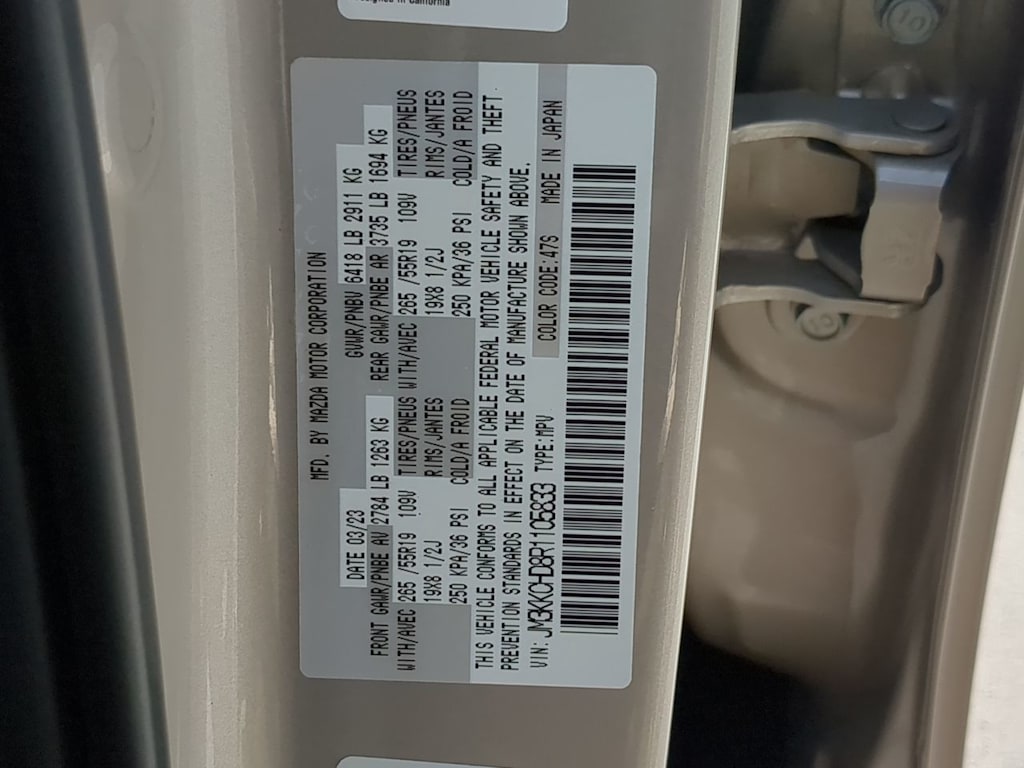 Designed in California
MFD. BY MAZDA MOTOR CORPORATION
DATE 03/23 GVWR/PNBV 6418 LB 2911 KG
FRONT GAWR/PNBE AV 2784 LB 1263 KG REAR GAWR/PNBE AR 3735 LB 1694 KG
WITH/AVEC 265 /55R19 109V TIRES/PNEUS WITH/AVEC 265 /55R19 109V TIRES/PNEUS
19X8 1/2J RIMS/JANTES 19X8 1/2J RIMS/JANTES
250 KPA/36 PSI COLD/A FROID 250 KPA/36 PSI COLD/A FROID
THIS VEHICLE CONFORMS TO ALL APPLICABLE FEDERAL MOTOR VEHICLE SAFETY AND THEFT
PREVENTION STANDARDS IN EFFECT ON THE DATE OF MANUFACTURE SHOWN ABOVE.
VIN: JM3KKCHD8R1105833 TYPE:MPV COLOR CODE:47S MADE IN JAPAN